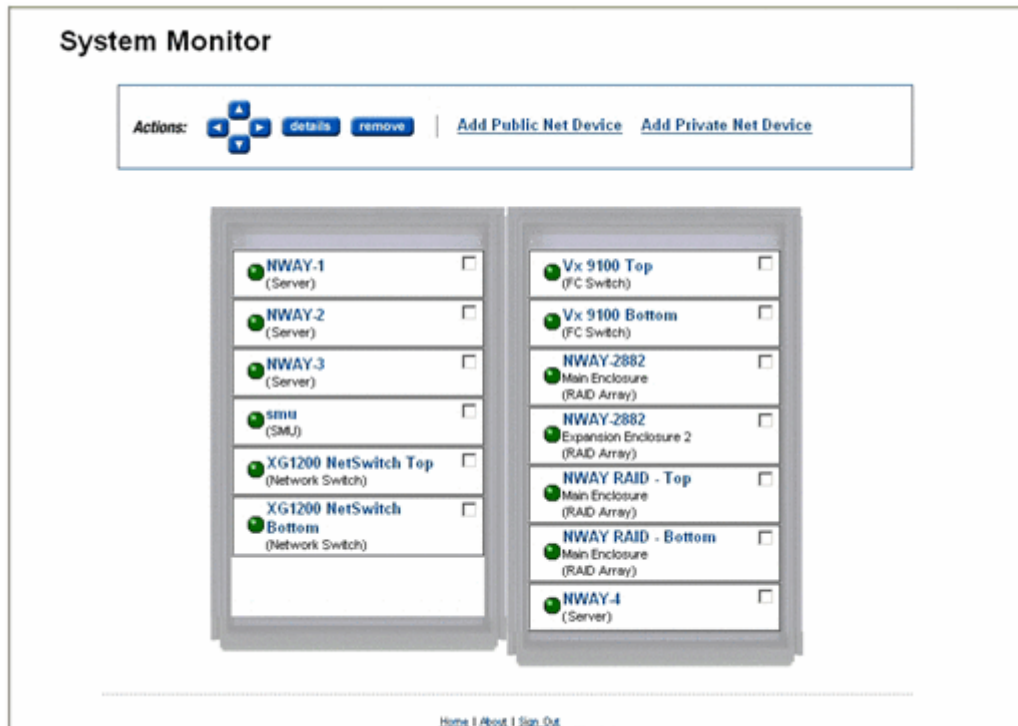 System Monitor
Actions: details remove Add Public Net Device Add Private Net Device
NWAY-1
(Server)
NWAY-2
(Server)
NWAY-3
(Server)
smu
(SMU)
XG1200 NetSwitch Top
(Network Switch)
XG1200 NetSwitch
Bottom
(Network Switch)
Vx 9100 Top
(FC Switch)
Vx 9100 Bottom
(FC Switch)
NWAY-2882
Main Enclosure
(RAID Array)
NWAY-2882
Expansion Enclosure 2
(RAID Array)
NWAY RAID - Top
Main Enclosure
(RAID Array)
NWAY RAID - Bottom
Main Enclosure
(RAID Array)
NWAY-4
(Server)
Home | About | Sign Out